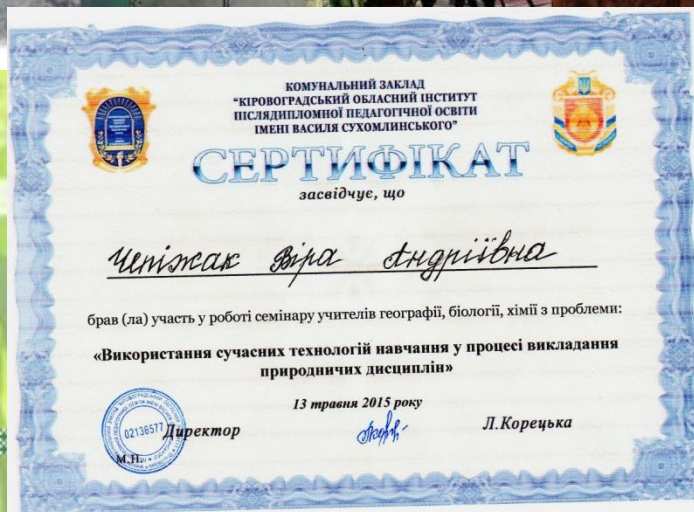 КОМУНАЛЬНИЙ ЗАКЛАД
"КІРОВОГРАДСЬКИЙ ОБЛАСНИЙ ІНСТИТУТ
ПІСЛЯДИПЛОМНОЇ ПЕДАГОГІЧНОЇ ОСВІТИ
ІМЕНІ ВАСИЛЯ СУХОМЛИНСЬКОГО"
СЕРТИФІКАТ
засвідчує, що
Чепіжак Віра Андріївна
брав (ла) участь у роботі семінару учителів географії, біології, хімії з проблеми:
«Використання сучасних технологій навчання у процесі викладання
природничих дисциплін»
13 травня 2015 року
Директор
Л.Корецька
02136577
М.П.